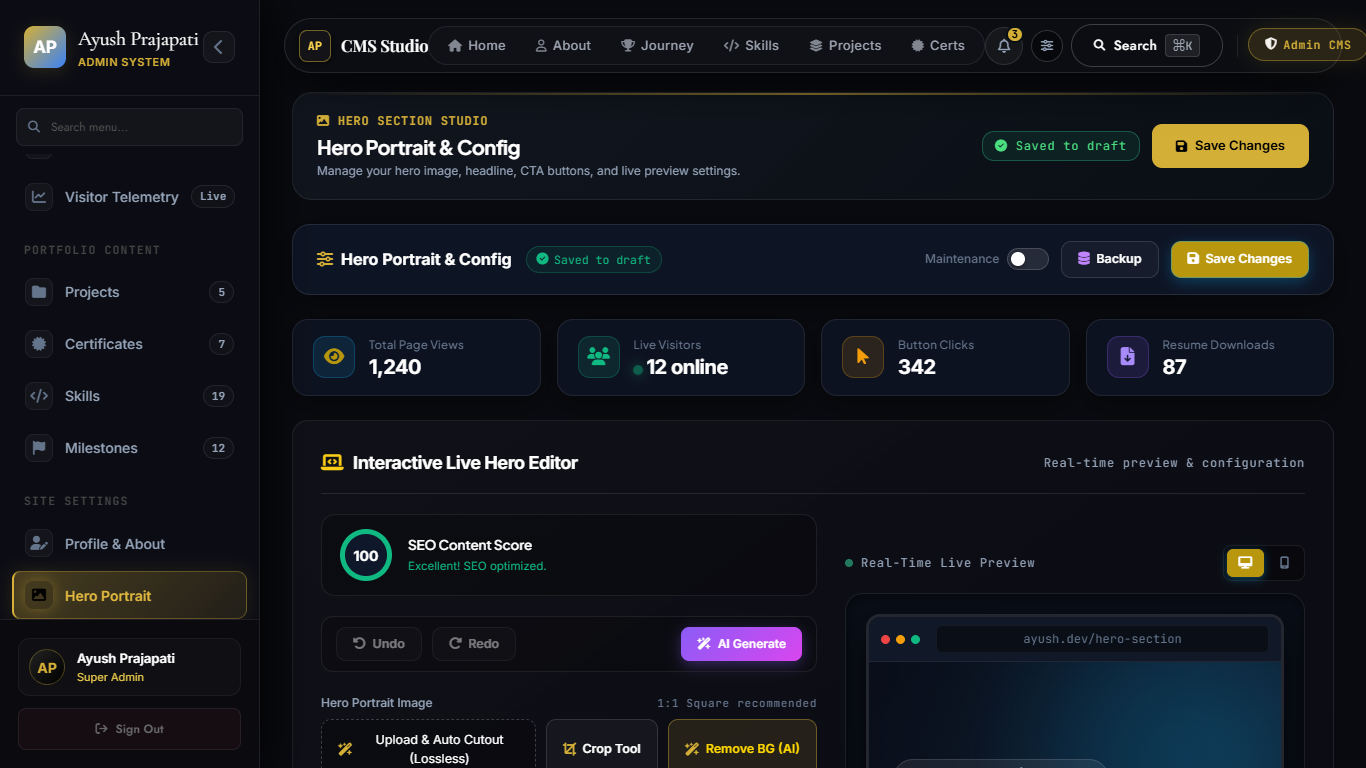 AP
Ayush Prajapati
ADMIN SYSTEM
Search menu...
Visitor Telemetry
Live
PORTFOLIO CONTENT
Projects
5
Certificates
7
Skills
19
Milestones
12
SITE SETTINGS
Profile & About
Hero Portrait
AP
Ayush Prajapati
Super Admin
Sign Out
AP
CMS Studio
Home
About
Journey
Skills
Projects
Certs
3
Search
⌘K
Admin CMS
HERO SECTION STUDIO
Hero Portrait & Config
Manage your hero image, headline, CTA buttons, and live preview settings.
Saved to draft
Save Changes
Hero Portrait & Config
Saved to draft
Maintenance
Backup
Save Changes
Total Page Views
1,240
Live Visitors
12 online
Button Clicks
342
Resume Downloads
87
Interactive Live Hero Editor
Real-time preview & configuration
100
SEO Content Score
Excellent! SEO optimized.
Undo
Redo
AI Generate
Hero Portrait Image
1:1 Square recommended
Upload & Auto Cutout
(Lossless)
Crop Tool
Remove BG (AI)
Real-Time Live Preview
ayush.dev/hero-section